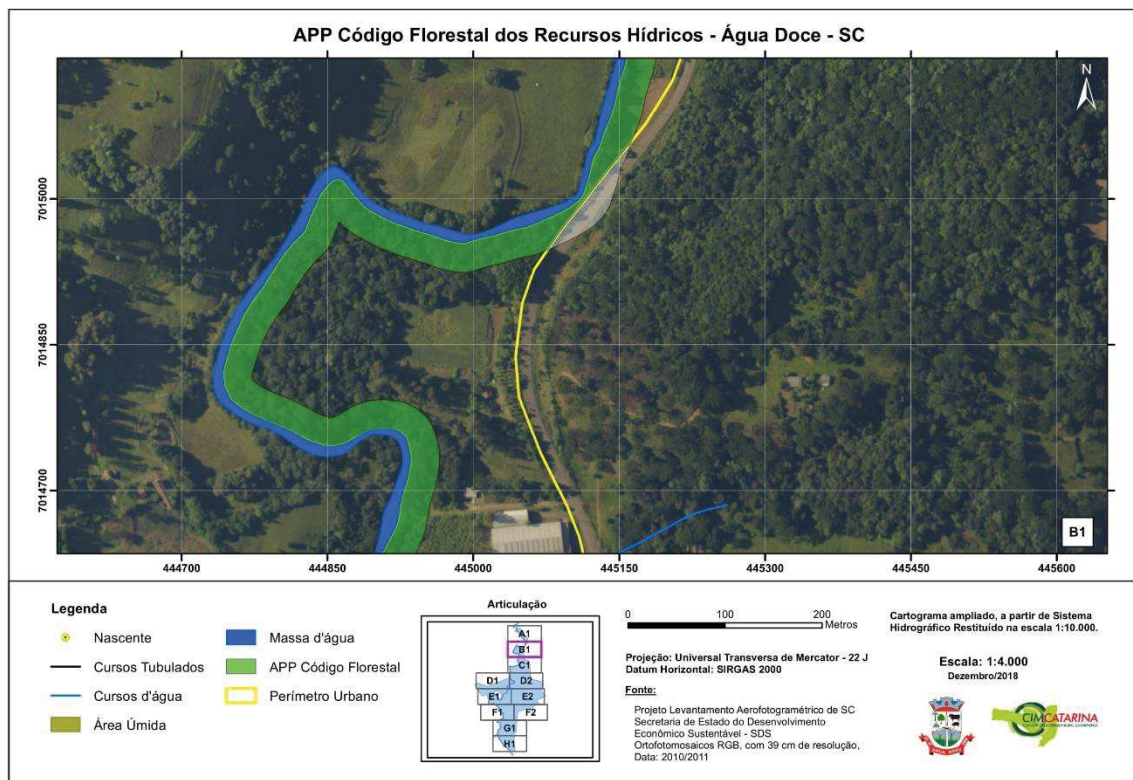 APP Código Florestal dos Recursos Hídricos - Água Doce - SC
N
7015000
7014850
7014700
B1
444700
444850
445000
445150
445300
445450
445600
Legenda
Nascente
Cursos Tubulados
Cursos d'água
Área Úmida
Massa d'água
APP Código Florestal
Perímetro Urbano
Articulação
A1
B1
C1
D1
D2
E1
E2
F1
F2
G1
H1
0
100
200
Metros
Projeção: Universal Transversa de Mercator - 22 J
Datum Horizontal: SIRGAS 2000
Fonte:
Projeto Levantamento Aerofotogramétrico de SC
Secretaria de Estado do Desenvolvimento
Econômico Sustentável - SDS
Ortofotomosaicos RGB, com 39 cm de resolução,
Data: 2010/2011
Cartograma ampliado, a partir de Sistema
Hidrográfico Restituído na escala 1:10.000.
Escala: 1:4.000
Dezembro/2018
CIMCATARINA